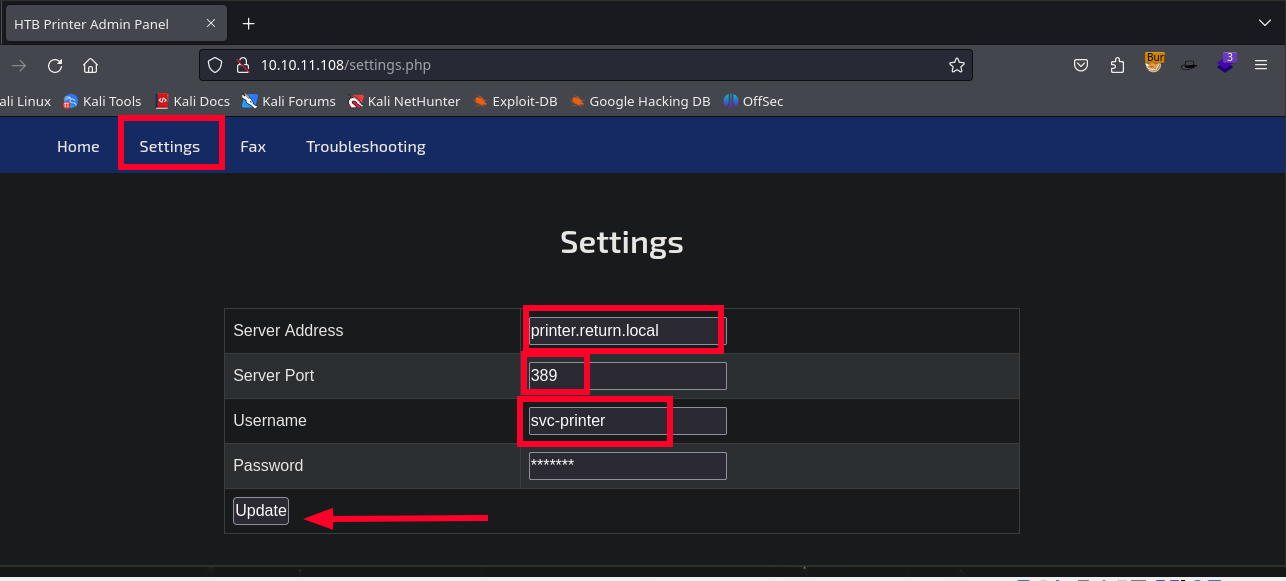 HTB Printer Admin Panel
10.10.11.108/settings.php
Bur
3
ali Linux Kali Tools Kali Docs Kali Forums Kali NetHunter Exploit-DB Google Hacking DB OffSec
Home Settings Fax Troubleshooting
Settings
Server Address printer.return.local
Server Port 389
Username svc-printer
Password *******
Update